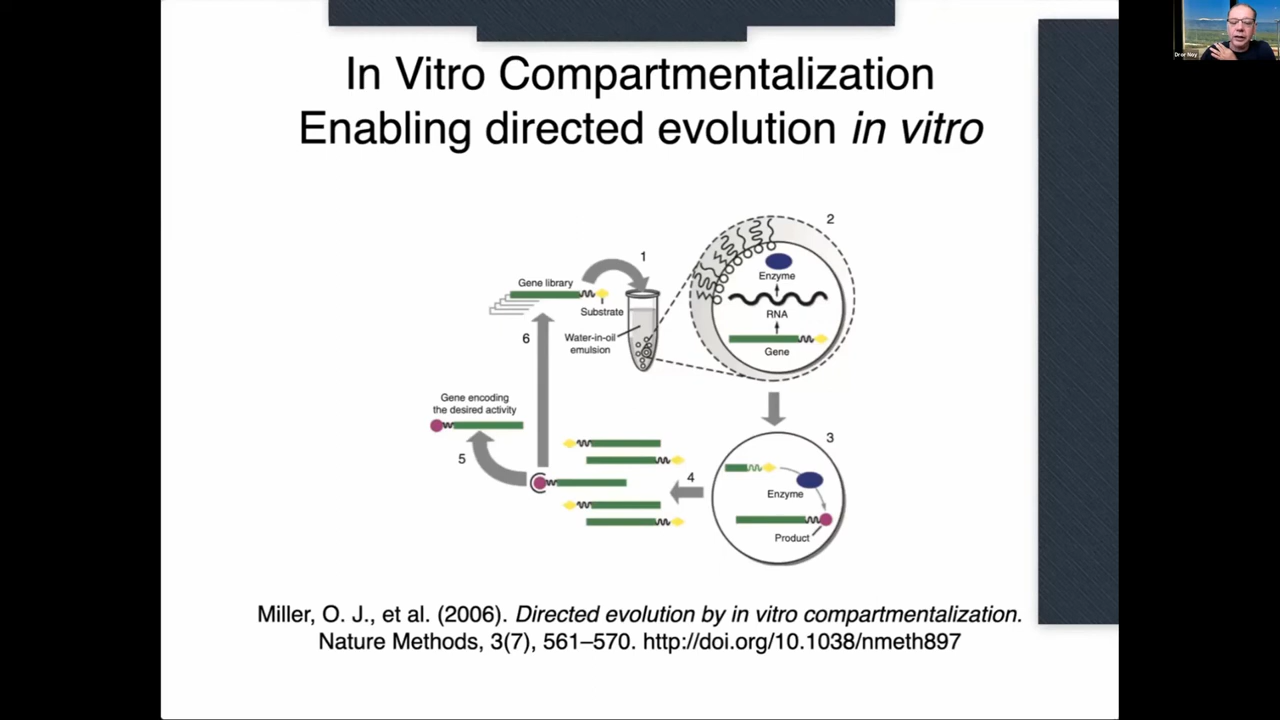 In Vitro Compartmentalization
Enabling directed evolution in vitro
Dror Noy
1
2
Gene library
Substrate
Water-in-oil
emulsion
Enzyme
RNA
Gene
6
Gene encoding
the desired activity
5
4
3
Enzyme
Product
Miller, O. J., et al. (2006). Directed evolution by in vitro compartmentalization.
Nature Methods, 3(7), 561–570. http://doi.org/10.1038/nmeth897